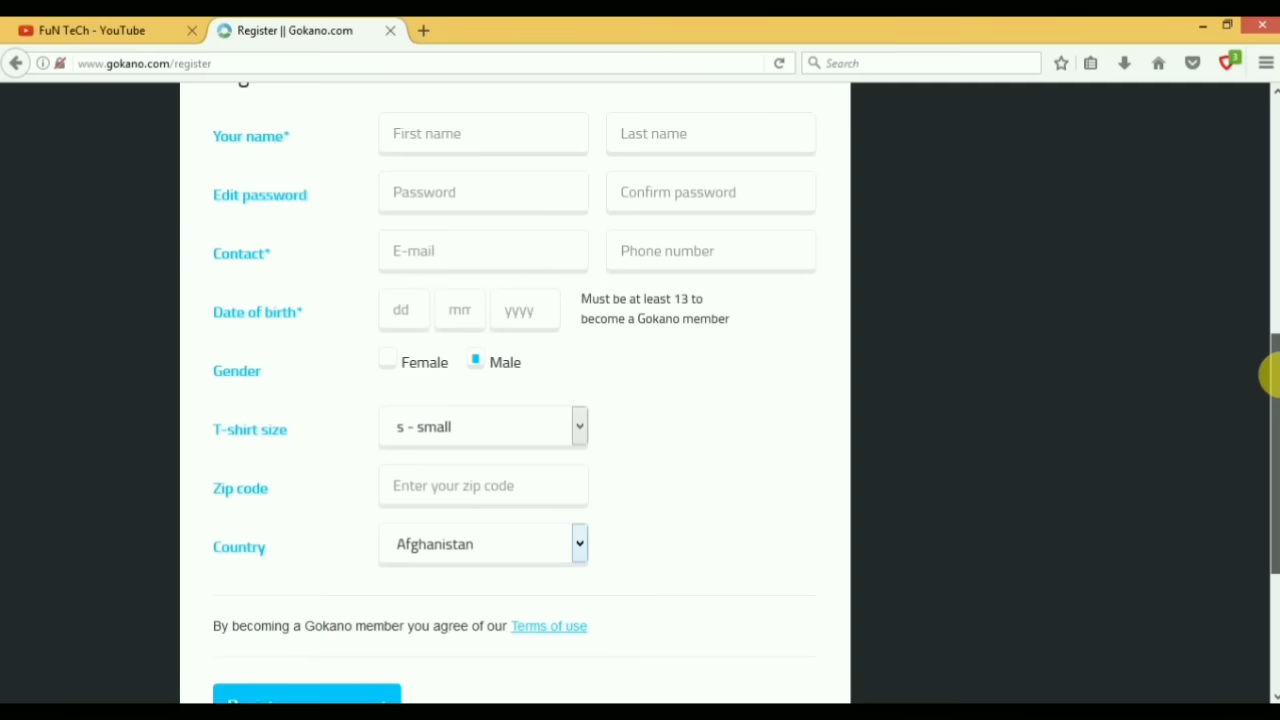 FuN TeCh - YouTube
Register || Gokano.com
www.gokano.com/register
Search
3
Your name*
First name
Last name
Edit password
Password
Confirm password
Contact*
E-mail
Phone number
Date of birth*
dd
mm
yyyy
Must be at least 13 to
become a Gokano member
Gender
Female
Male
T-shirt size
s - small
Zip code
Enter your zip code
Country
Afghanistan
By becoming a Gokano member you agree of our Terms of use